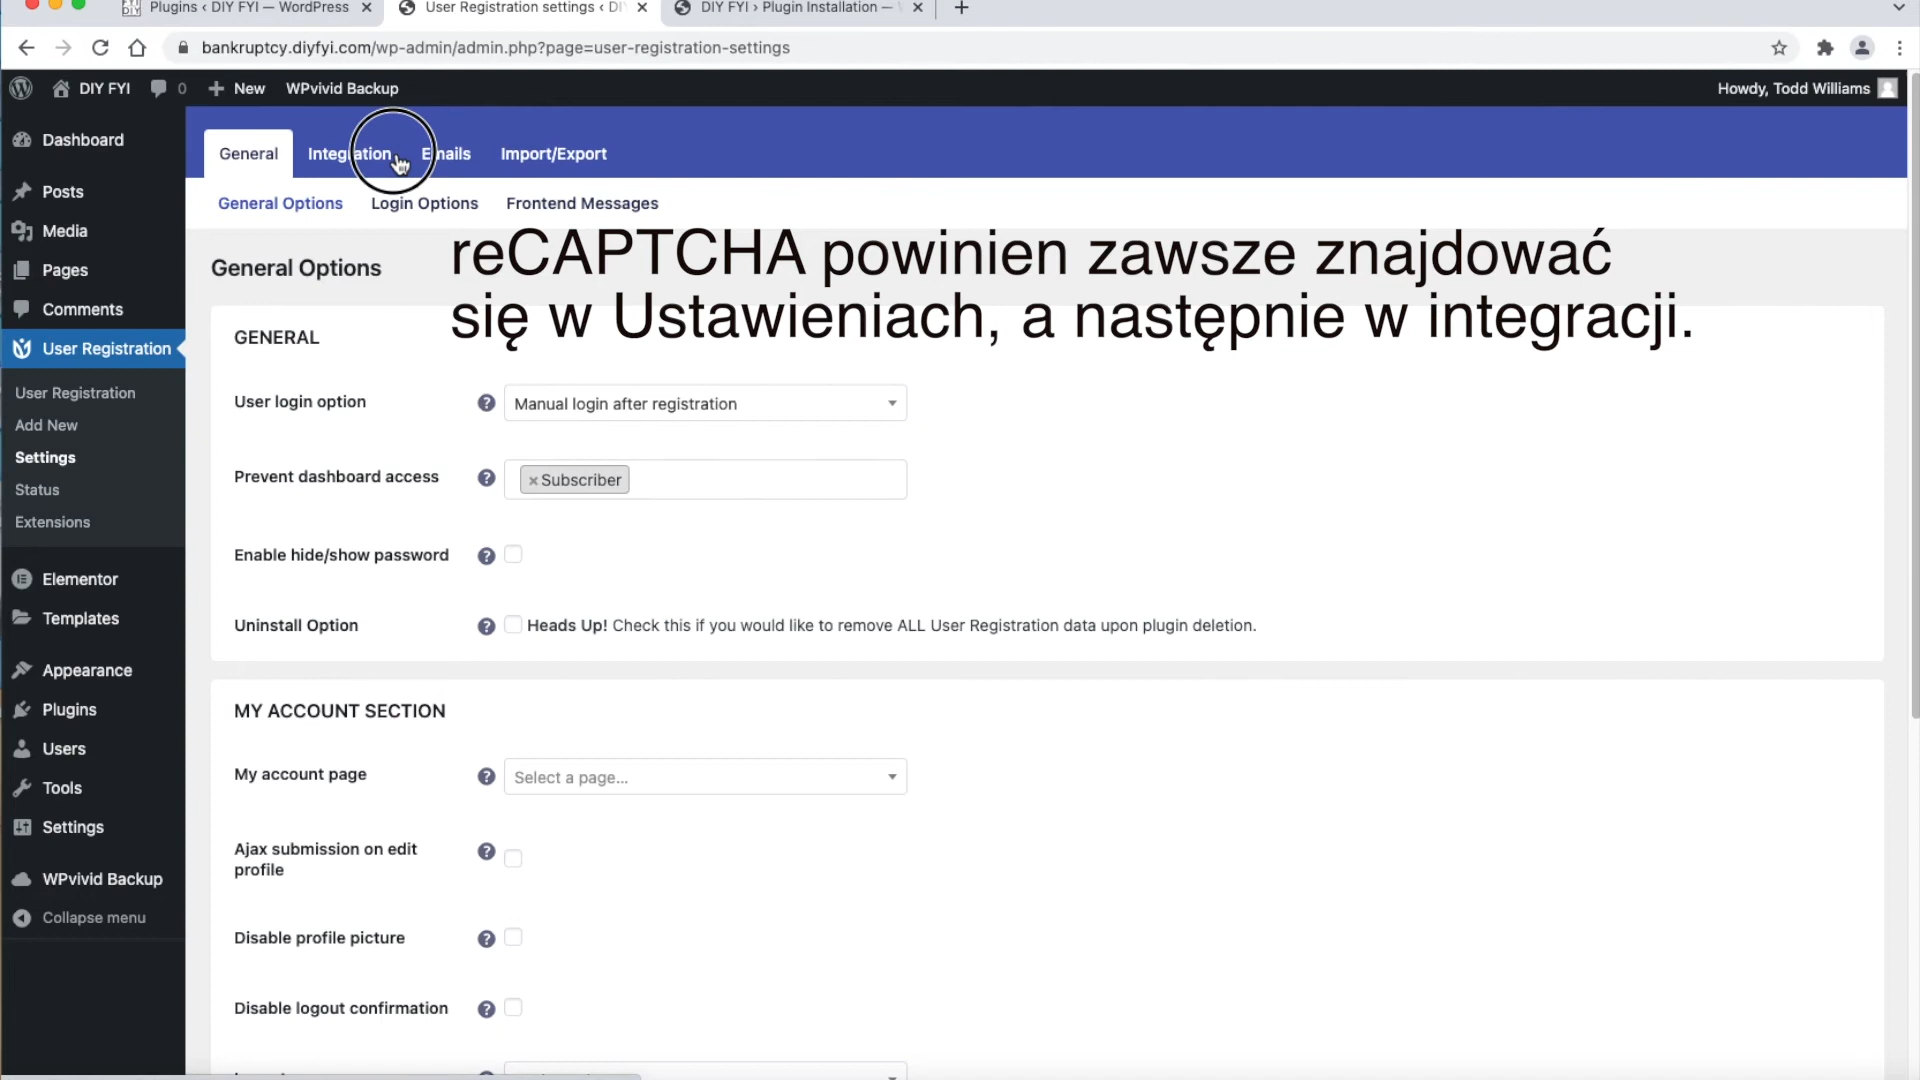 Plugins ‹ DIY FYI — WordPress
User Registration settings ‹ DI
DIY FYI › Plugin Installation —
bankruptcy.diyfyi.com/wp-admin/admin.php?page=user-registration-settings
DIY FYI
0
New
WPvivid Backup
Howdy, Todd Williams
Dashboard
Posts
Media
Pages
Comments
User Registration
User Registration
Add New
Settings
Status
Extensions
Elementor
Templates
Appearance
Plugins
Users
Tools
Settings
WPvivid Backup
Collapse menu
General
Integration
Emails
Import/Export
General Options
Login Options
Frontend Messages
General Options
reCAPTCHA powinien zawsze znajdować
się w Ustawieniach, a następnie w integracji.
GENERAL
User login option
Manual login after registration
Prevent dashboard access
×Subscriber
Enable hide/show password
Uninstall Option
Heads Up! Check this if you would like to remove ALL User Registration data upon plugin deletion.
MY ACCOUNT SECTION
My account page
Select a page...
Ajax submission on edit
profile
Disable profile picture
Disable logout confirmation